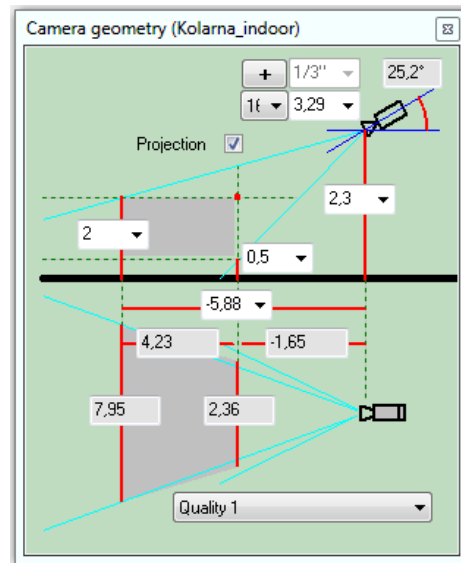 Camera geometry (Kolarna_indoor)
+ 1/3" 25,2°
16 3,29
Projection
2,3
2
0,5
-5,88
4,23 -1,65
7,95 2,36
Quality 1